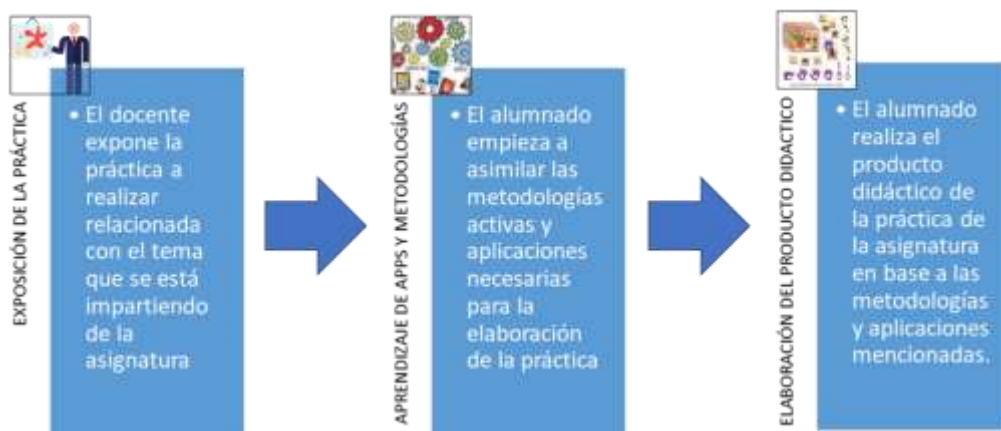 EXPOSICIÓN DE LA PRÁCTICA
• El docente
expone la
práctica a
realizar
relacionada
con el tema
que se está
impartiendo
de la
asignatura
APRENDIZAJE DE APPS Y METODOLOGÍAS
• El alumnado
empieza a
asimilar las
metodologías
activas y
aplicaciones
necesarias
para la
elaboración
de la práctica
ELABORACIÓN DEL PRODUCTO DIDACTICO
• El alumnado
realiza el
producto
didáctico de
la práctica de
la asignatura
en base a las
metodologías
y aplicaciones
mencionadas.